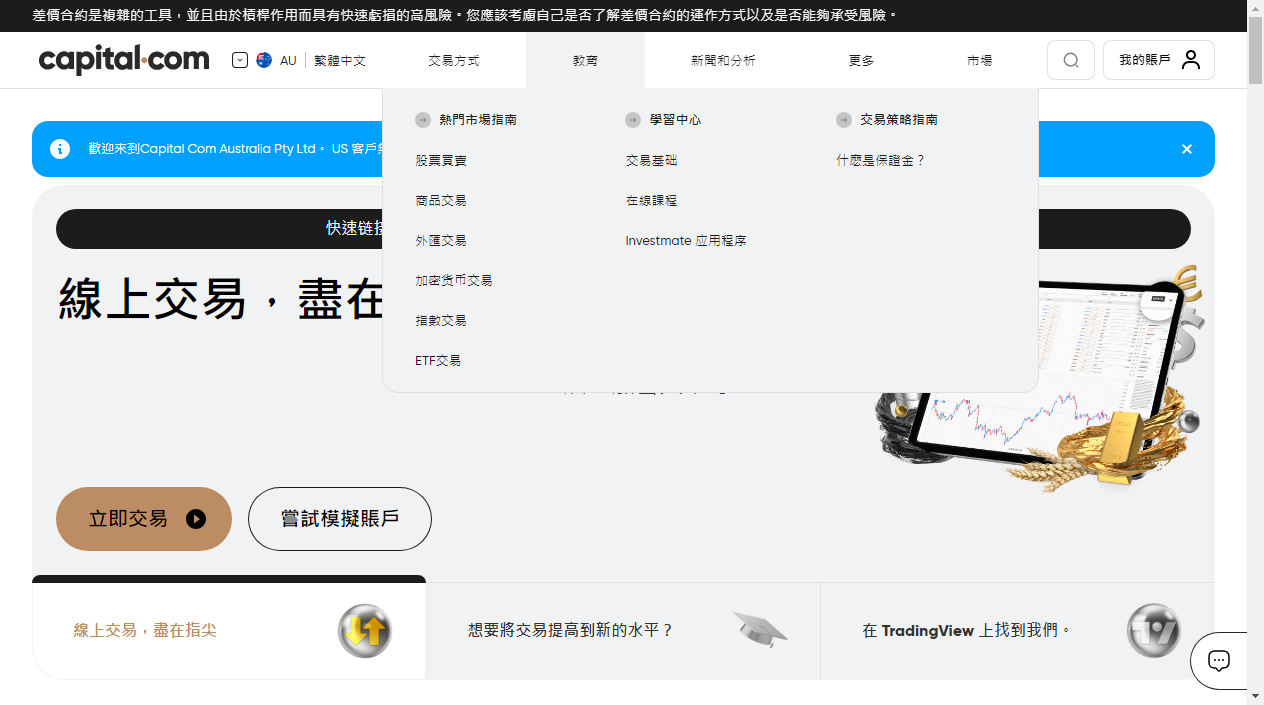 差價合約是複雜的工具，並且由於槓桿作用而具有快速虧損的高風險。您應該考慮自己是否了解差價合約的運作方式以及是否能夠承受風險。
capital.com
AU
繁體中文
交易方式
教育
新聞和分析
更多
市場
我的賬戶
熱門市場指南
學習中心
交易策略指南
歡迎來到Capital Com Australia Pty Ltd。 US 客戶
股票買賣
交易基础
什麽是保證金？
商品交易
在線課程
快速链接
外匯交易
Investmate 应用程序
線上交易，盡在
加密货币交易
指數交易
ETF交易
立即交易
嘗試模擬賬戶
線上交易，盡在指尖
想要將交易提高到新的水平？
在 TradingView 上找到我們。